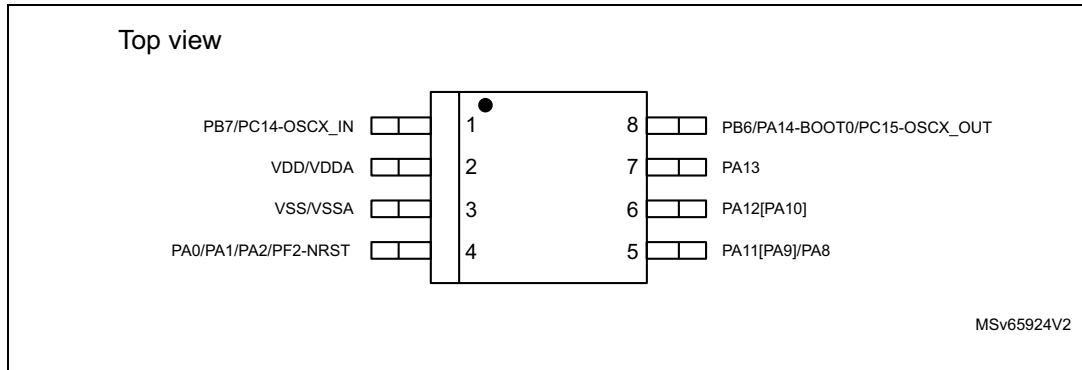 Top view
PB7/PC14-OSCX_IN 1 8 PB6/PA14-BOOT0/PC15-OSCX_OUT
VDD/VDDA 2 7 PA13
VSS/VSSA 3 6 PA12[PA10]
PA0/PA1/PA2/PF2-NRST 4 5 PA11[PA9]/PA8
MSv65924V2